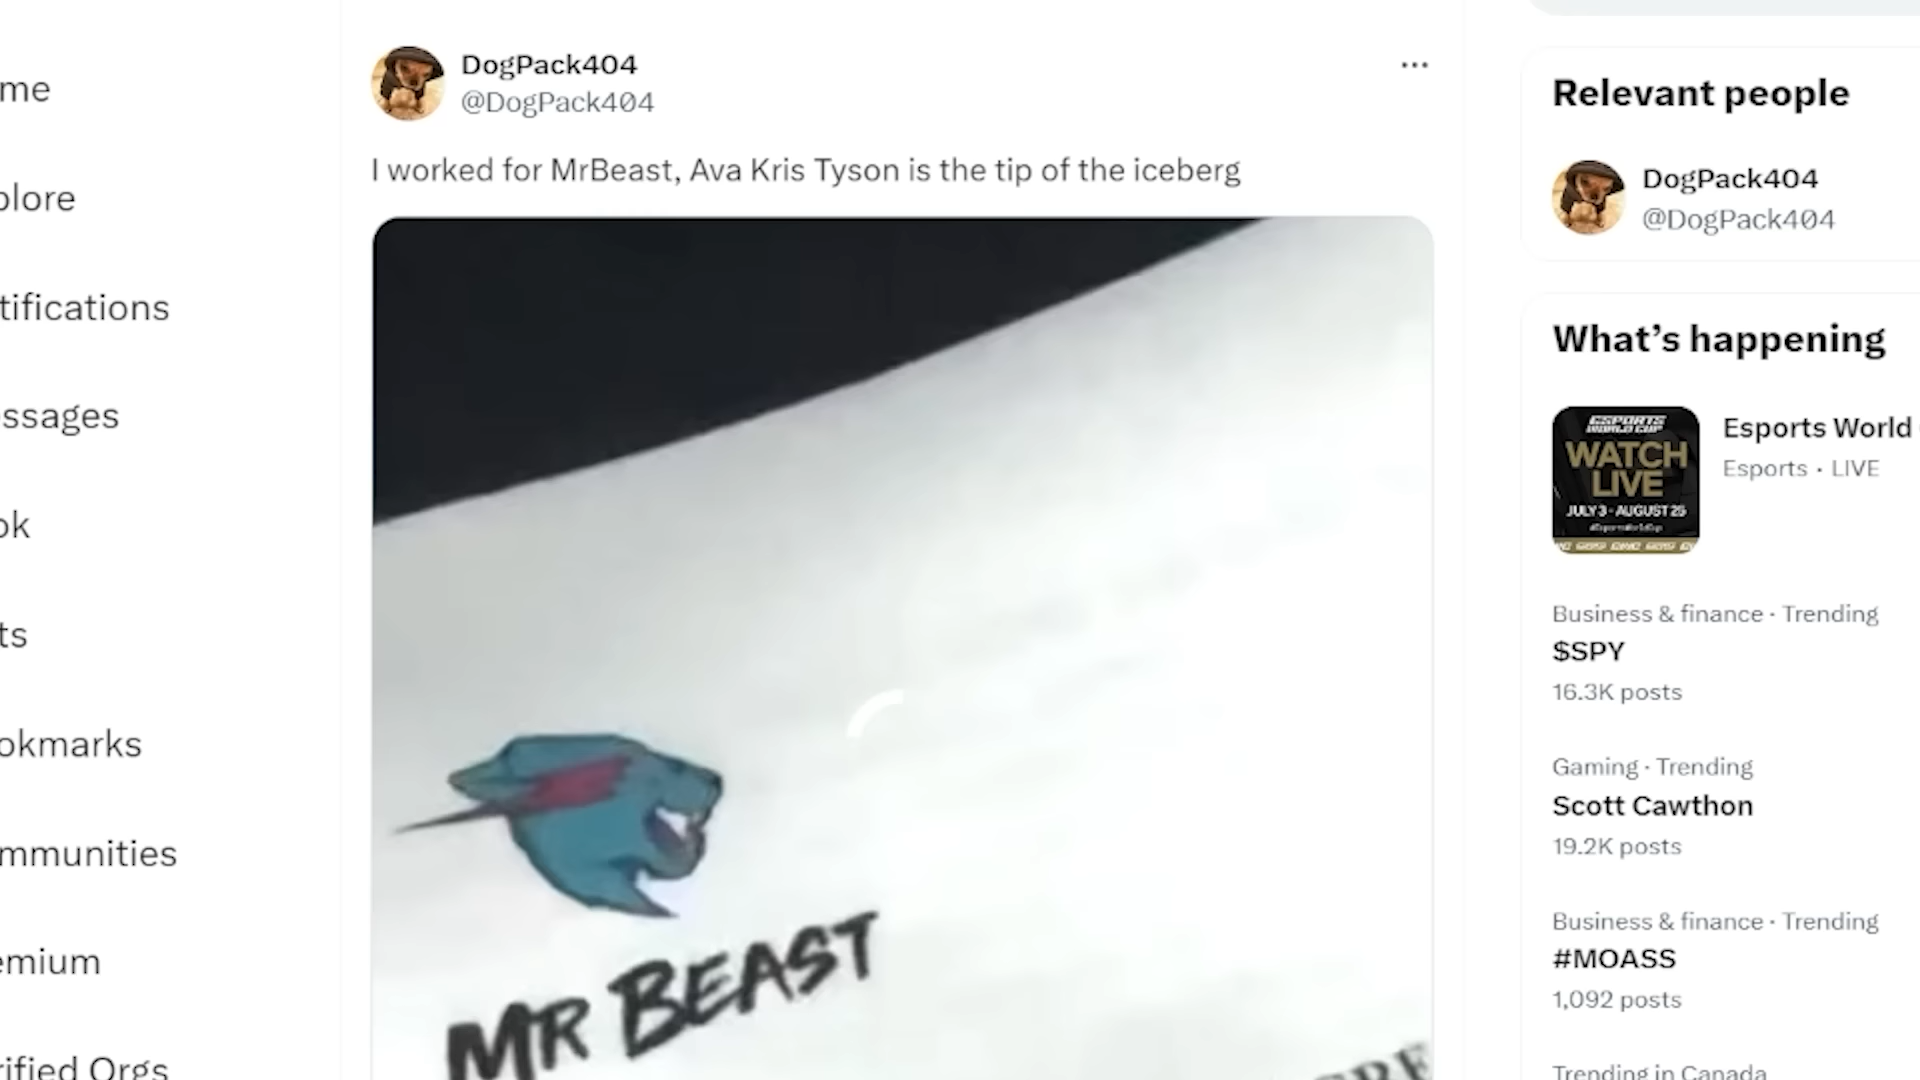 me
plore
tifications
ssages
ok
ts
okmarks
mmunities
emium
rified Orgs
DogPack404
@DogPack404
I worked for MrBeast, Ava Kris Tyson is the tip of the iceberg
MR BEAST
Relevant people
DogPack404
@DogPack404
What's happening
ESPORTS
WORLD CUP
WATCH
LIVE
JULY 3 - AUGUST 25
Esports World
Esports · LIVE
Business & finance · Trending
$SPY
16.3K posts
Gaming · Trending
Scott Cawthon
19.2K posts
Business & finance · Trending
#MOASS
1,092 posts
Trending in Canada